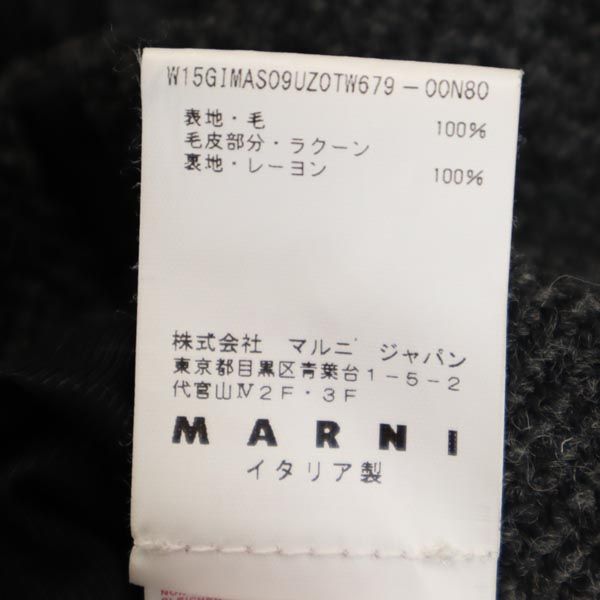 W15GIMAS09UZ0TW679-00N80
表地・毛 100%
毛皮部分・ラクーン
裏地・レーヨン 100%
株式会社 マルニ ジャパン
東京都目黒区青葉台1-5-2
代官山Ⅳ2F・3F
MARNI
イタリア製